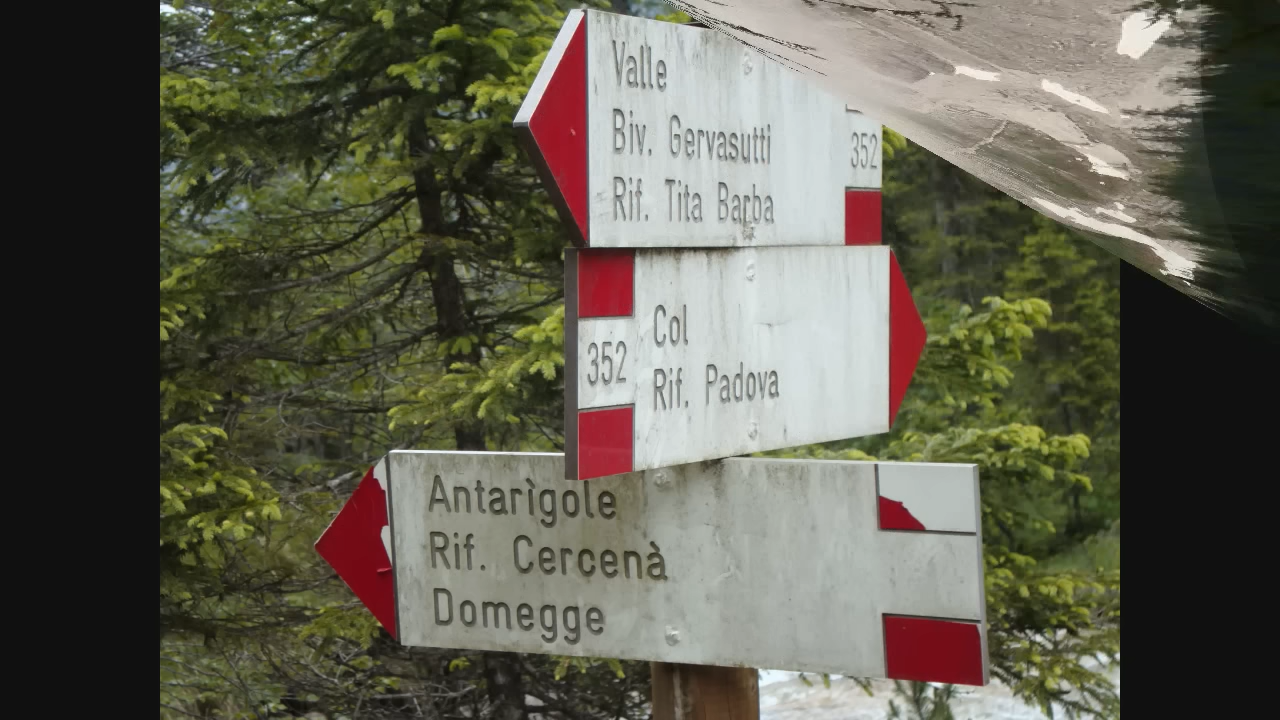 Valle
Biv. Gervasutti
Rif. Tita Barba
352
352
Col
Rif. Padova
Antarìgole
Rif. Cercenà
Domegge